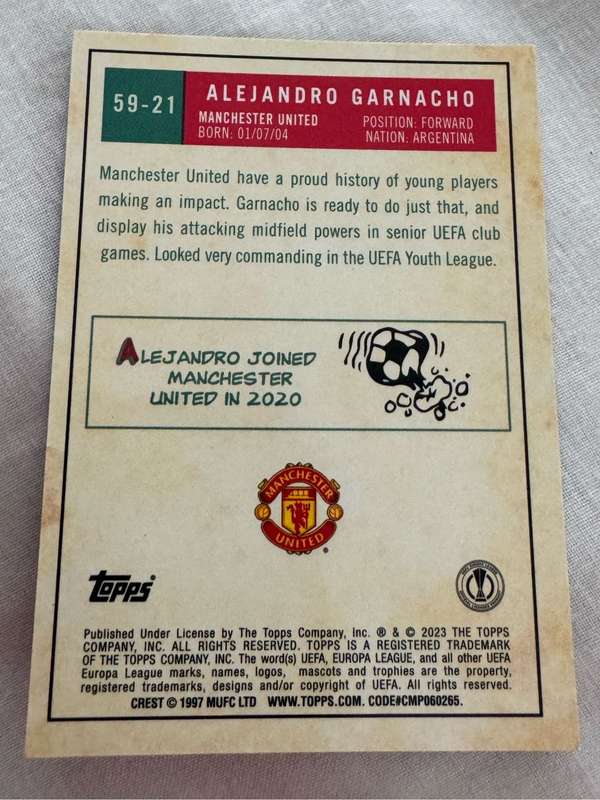 59-21
ALEJANDRO GARNACHO
MANCHESTER UNITED POSITION: FORWARD
BORN: 01/07/04 NATION: ARGENTINA
Manchester United have a proud history of young players
making an impact. Garnacho is ready to do just that, and
display his attacking midfield powers in senior UEFA club
games. Looked very commanding in the UEFA Youth League.
ALEJANDRO JOINED
MANCHESTER
UNITED IN 2020
MANCHESTER
UNITED
®
topps®
Published Under License by The Topps Company, Inc. ® & © 2023 THE TOPPS
COMPANY, INC. ALL RIGHTS RESERVED. TOPPS IS A REGISTERED TRADEMARK
OF THE TOPPS COMPANY, INC. The word(s) UEFA, EUROPA LEAGUE, and all other UEFA
Europa League marks, names, logos, mascots and trophies are the property,
registered trademarks, designs and/or copyright of UEFA. All rights reserved.
CREST © 1997 MUFC LTD WWW.TOPPS.COM. CODE#CMP060265.